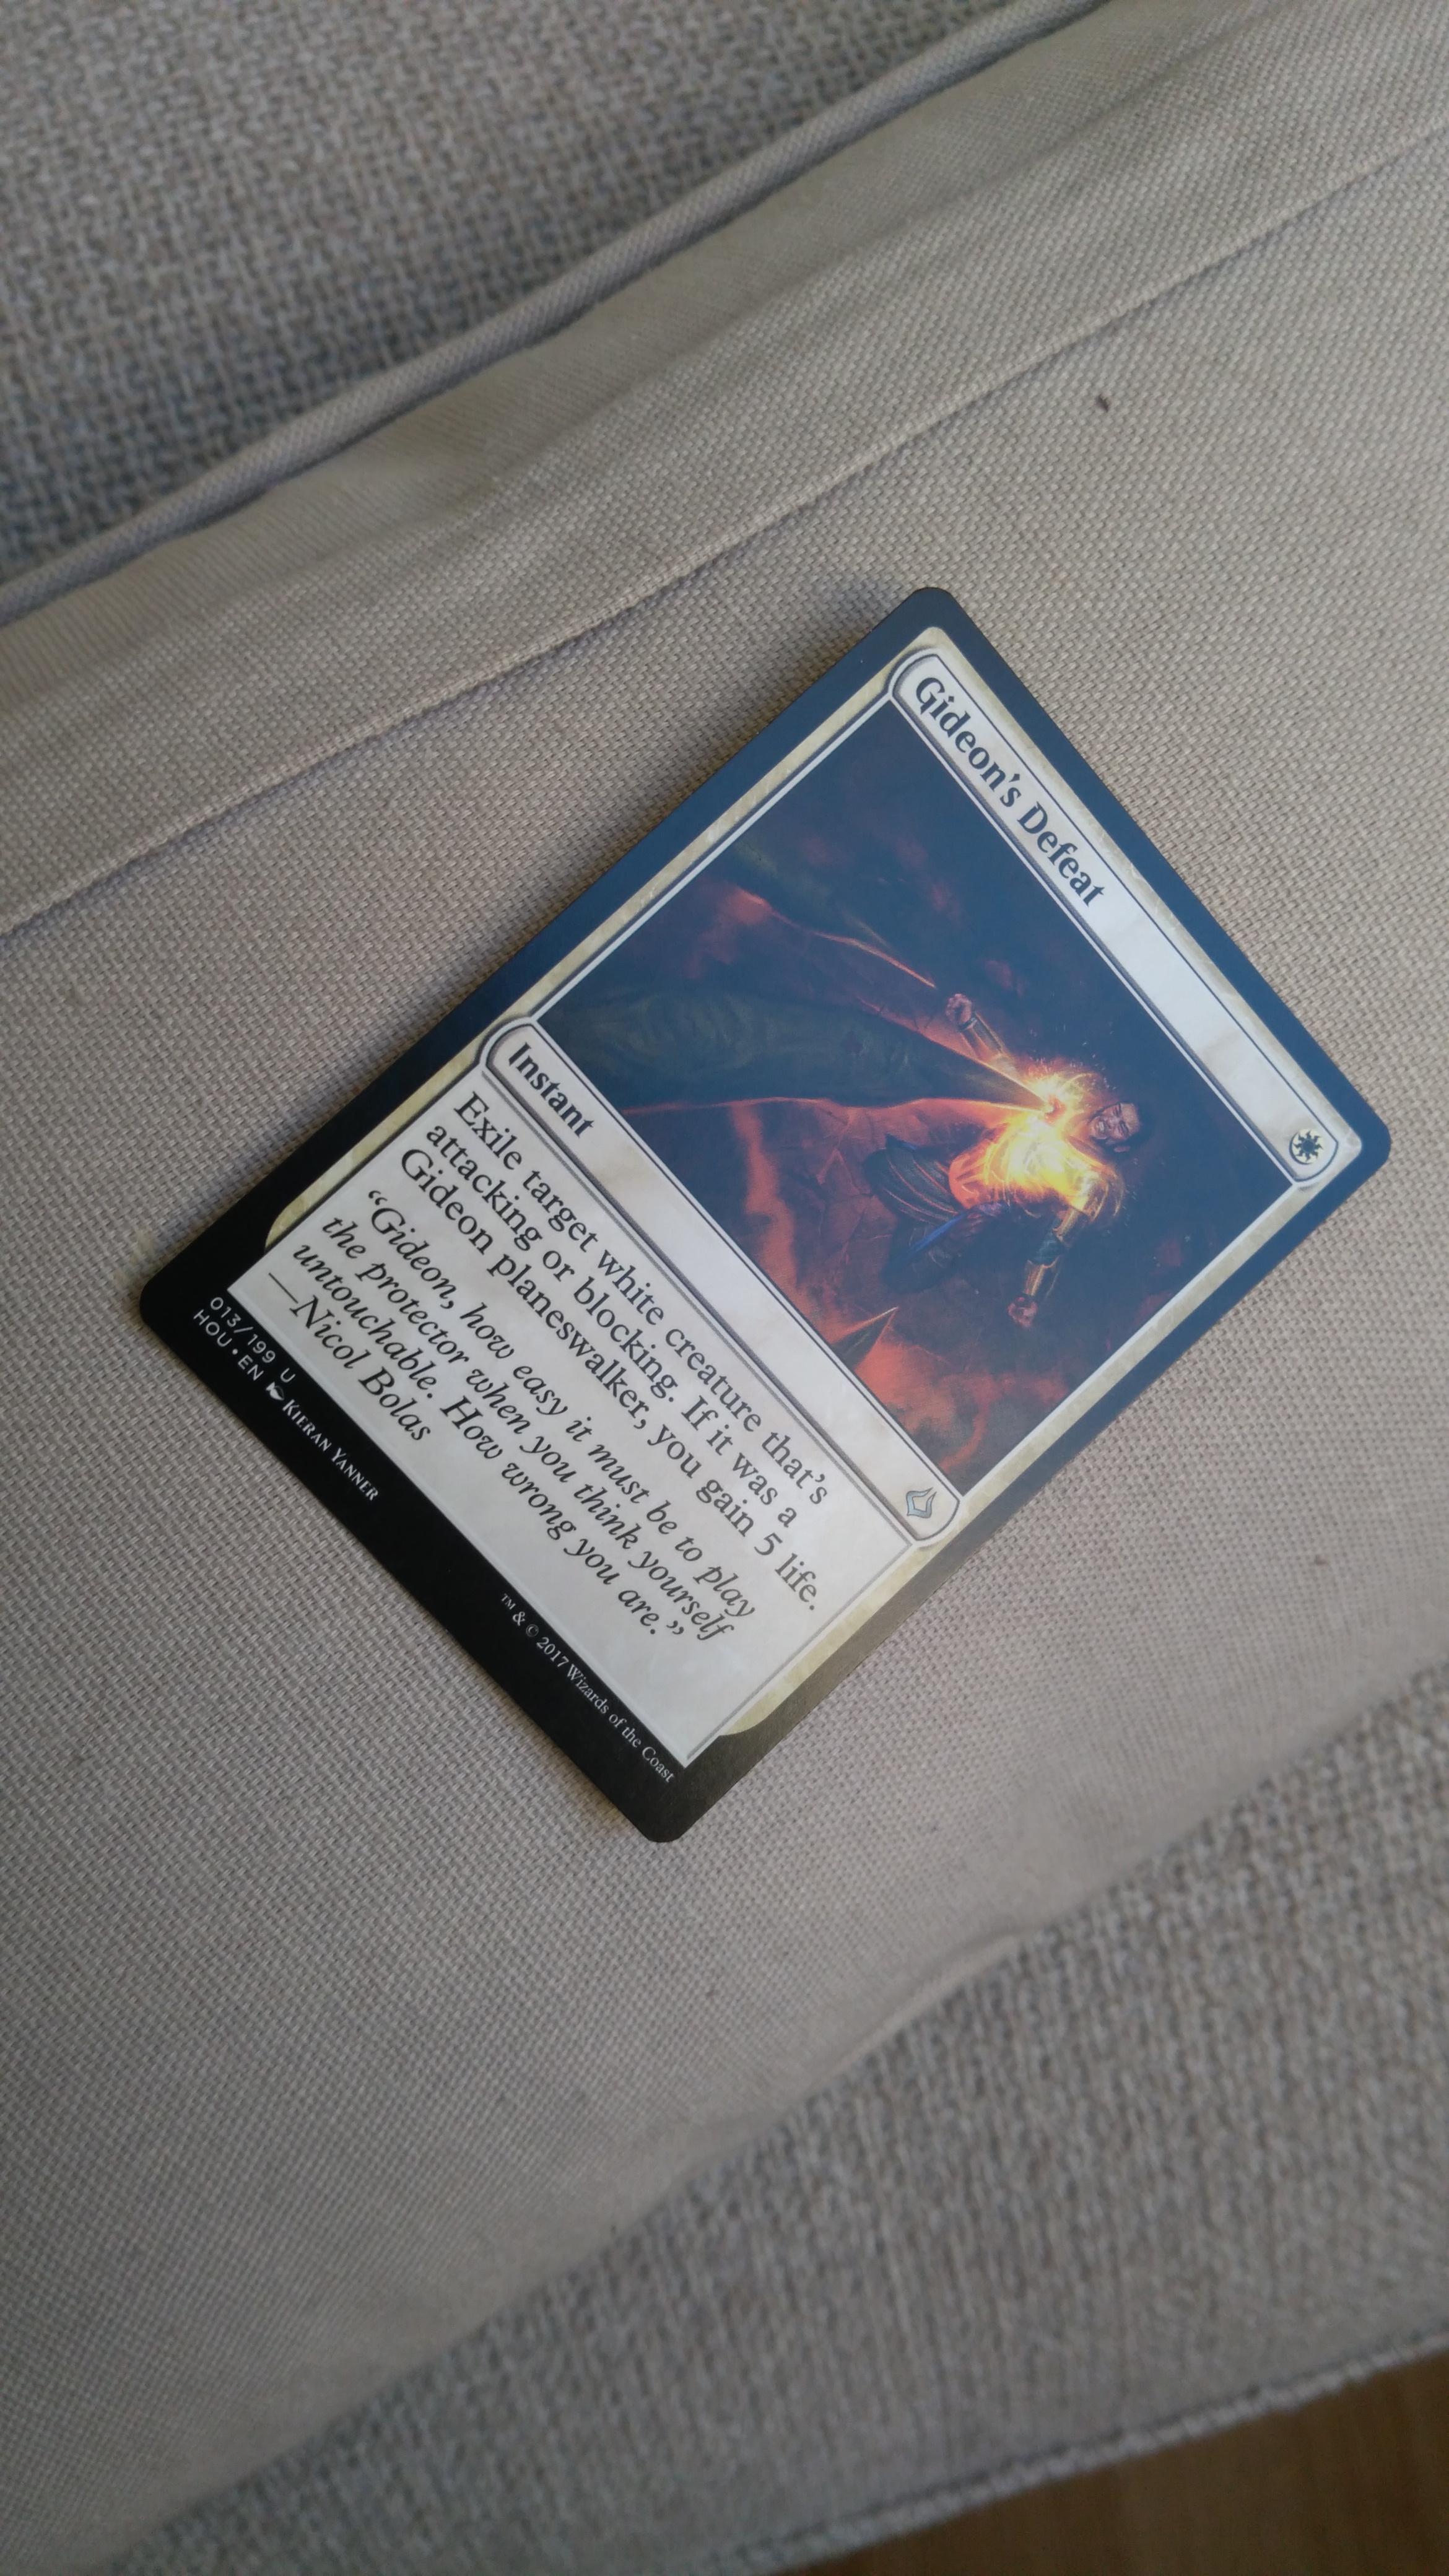 Gideon's Defeat
Instant
Exile target white creature that's
attacking or blocking. If it was a
Gideon planeswalker, you gain 5 life.
“Gideon, how easy it must be to play
the protector when you think yourself
untouchable. How wrong you are.”
—Nicol Bolas
013/199 U
HOU • EN KIERAN YANNER
™ & © 2017 Wizards of the Coast